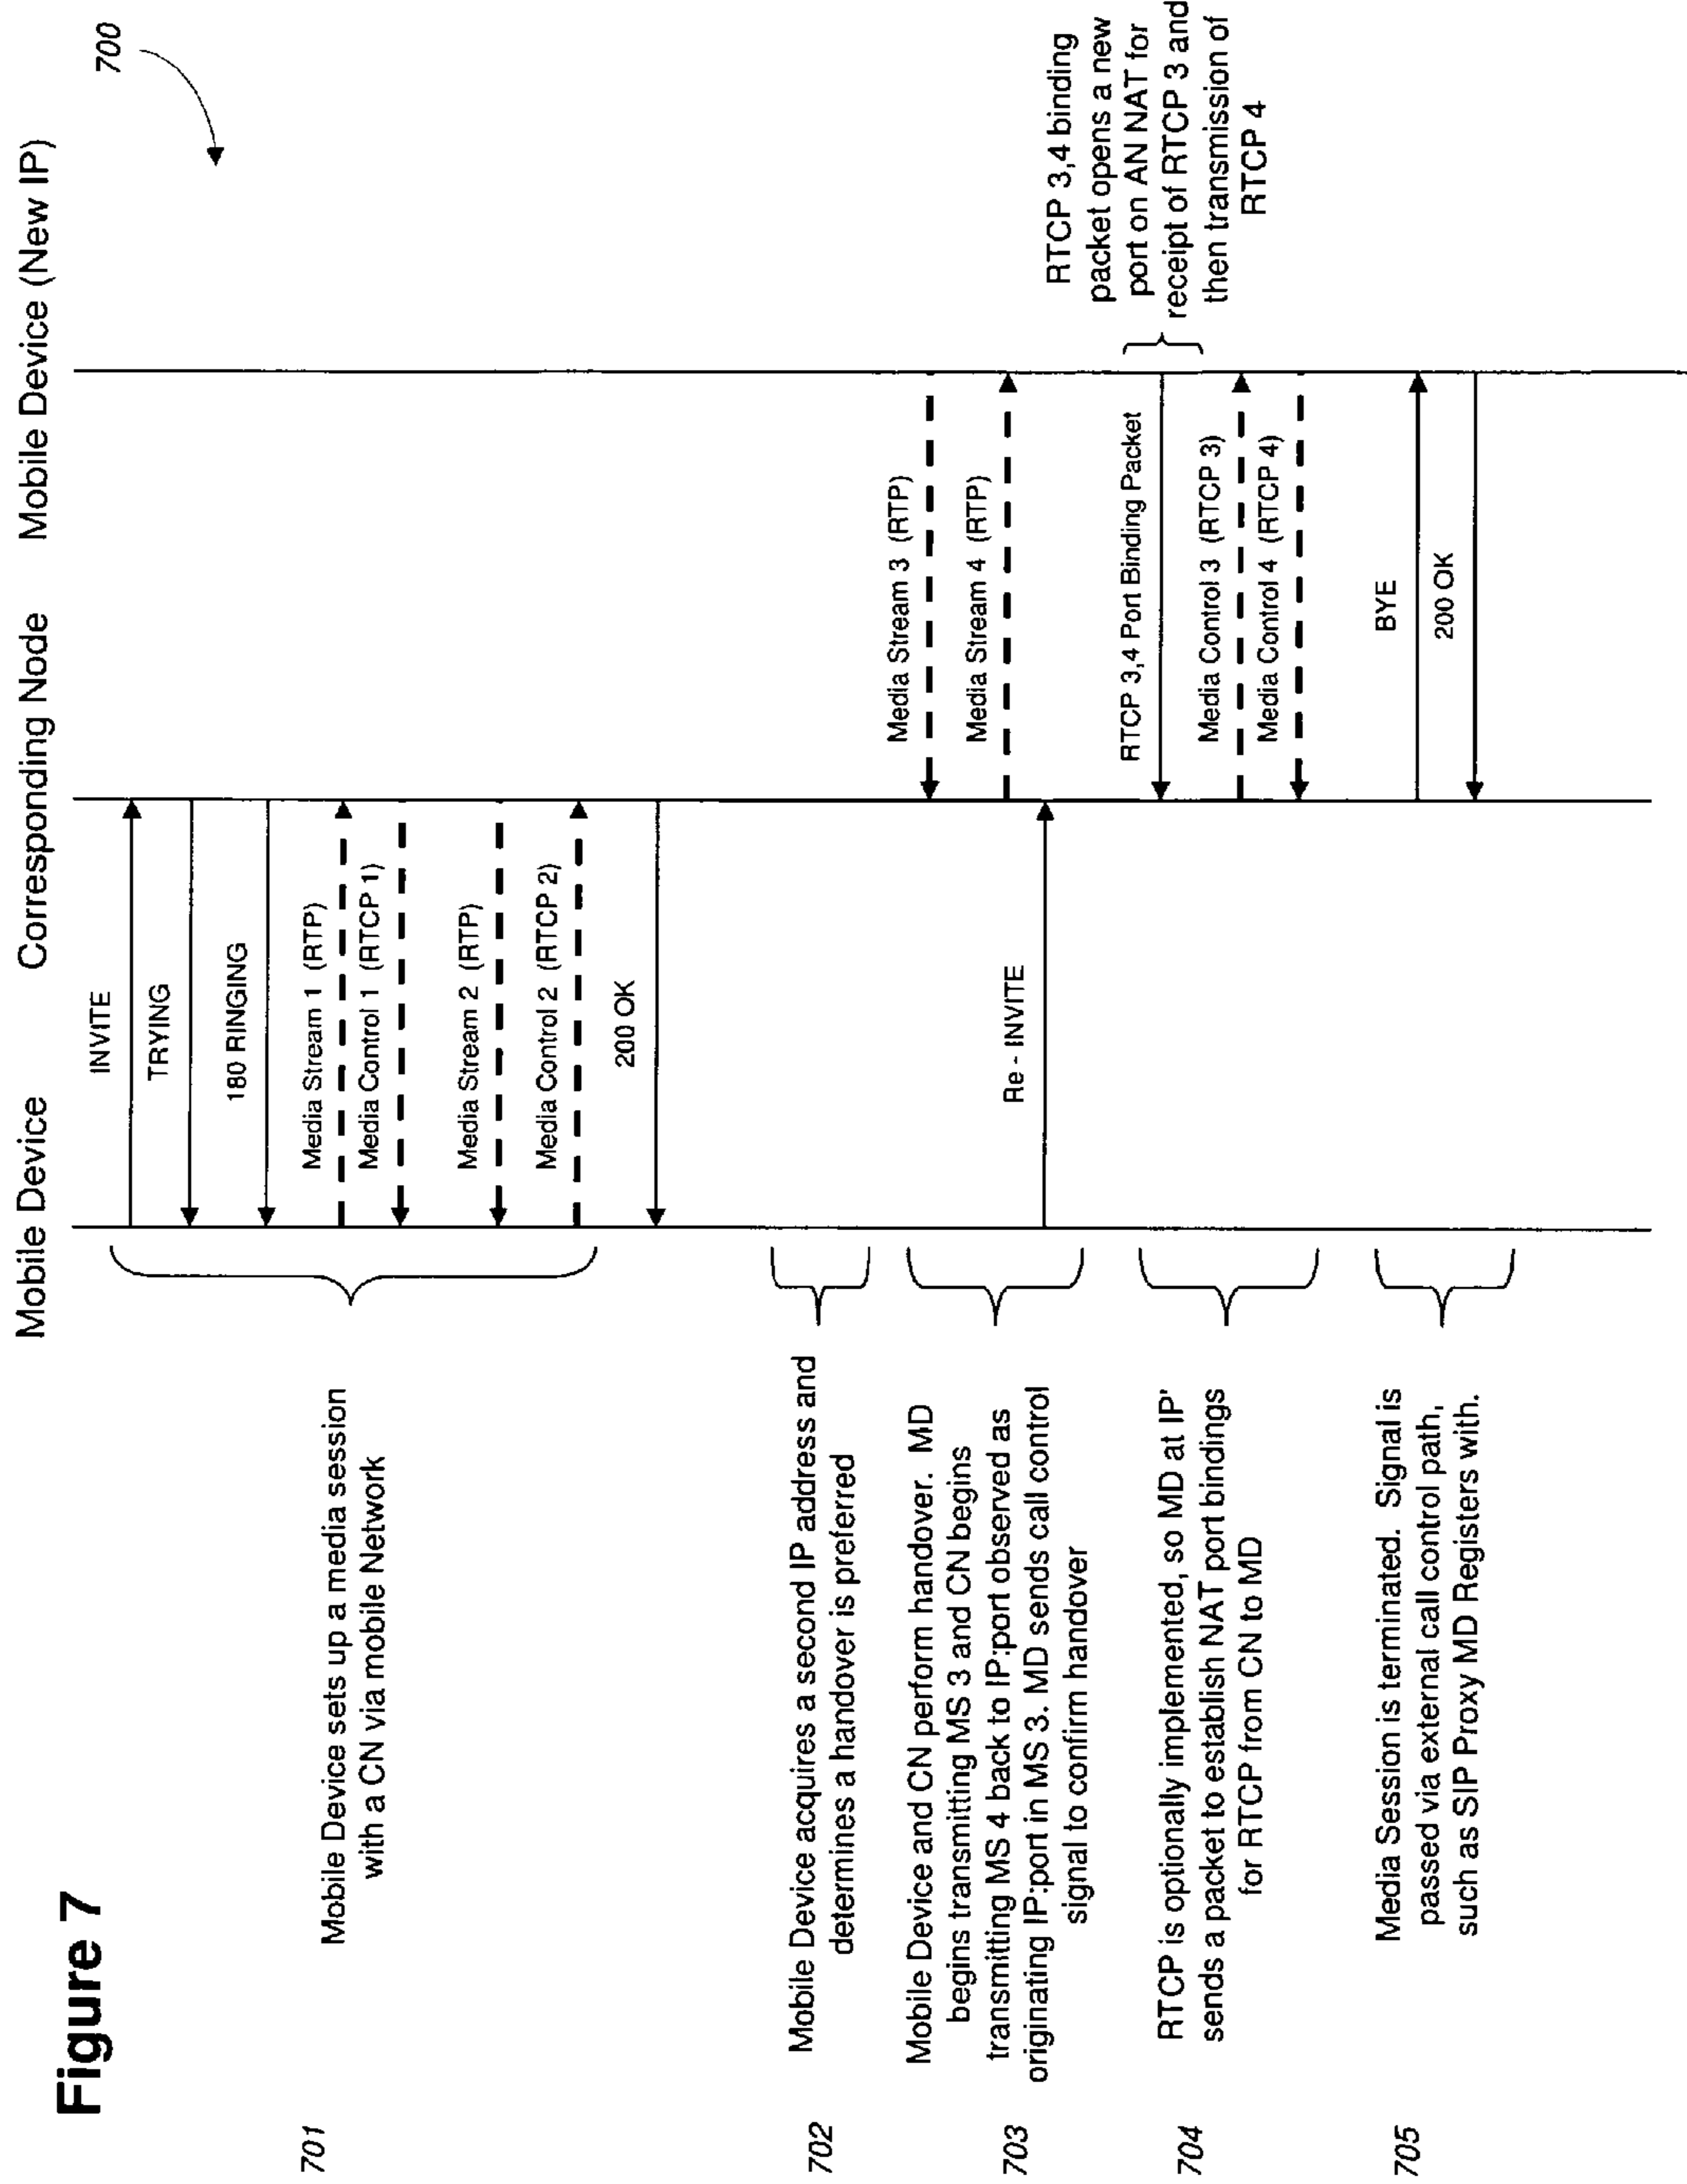 Figure 7
700
Mobile Device
Corresponding Node
Mobile Device (New IP)
701
Mobile Device sets up a media session
with a CN via mobile Network
INVITE
TRYING
180 RINGING
Media Stream 1 (RTP)
Media Control 1 (RTCP 1)
Media Stream 2 (RTP)
Media Control 2 (RTCP 2)
200 OK
702
Mobile Device acquires a second IP address and
determines a handover is preferred
703
Mobile Device and CN perform handover. MD
begins transmitting MS 3 and CN begins
transmitting MS 4 back to IP:port observed as
originating IP:port in MS 3. MD sends call control
signal to confirm handover
Media Stream 3 (RTP)
Media Stream 4 (RTP)
Re - INVITE
704
RTCP is optionally implemented, so MD at IP'
sends a packet to establish NAT port bindings
for RTCP from CN to MD
RTCP 3,4 Port Binding Packet
Media Control 3 (RTCP 3)
Media Control 4 (RTCP 4)
RTCP 3,4 binding
packet opens a new
port on AN NAT for
receipt of RTCP 3 and
then transmission of
RTCP 4
705
Media Session is terminated. Signal is
passed via external call control path,
such as SIP Proxy MD Registers with.
BYE
200 OK